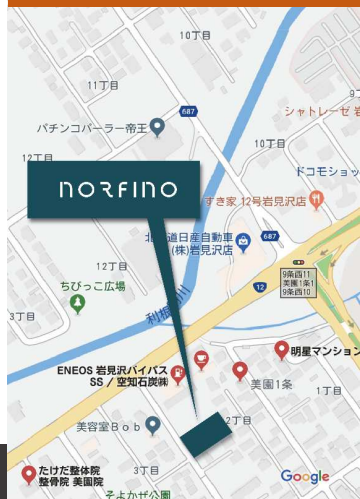 10丁目
11丁目
687
9丁
シャトレーゼ 岩
パチンコパーラー帝王
10丁目
12丁目
ドコモショッ
NORFINO
すき家 12号岩見沢店
北海道日産自動車
(株)岩見沢店
687
9条西11
美園1条1
9条西10
12丁目
12
ちびっこ広場
利根別川
3丁目
明星マンション
ENEOS 岩見沢バイパス
SS / 空知石炭㈱
美園1条
1丁目
美容室Ｂｏｂ
2丁目
たけだ整体院
整骨院 美園院
3丁目
Google
そよかぜ公園